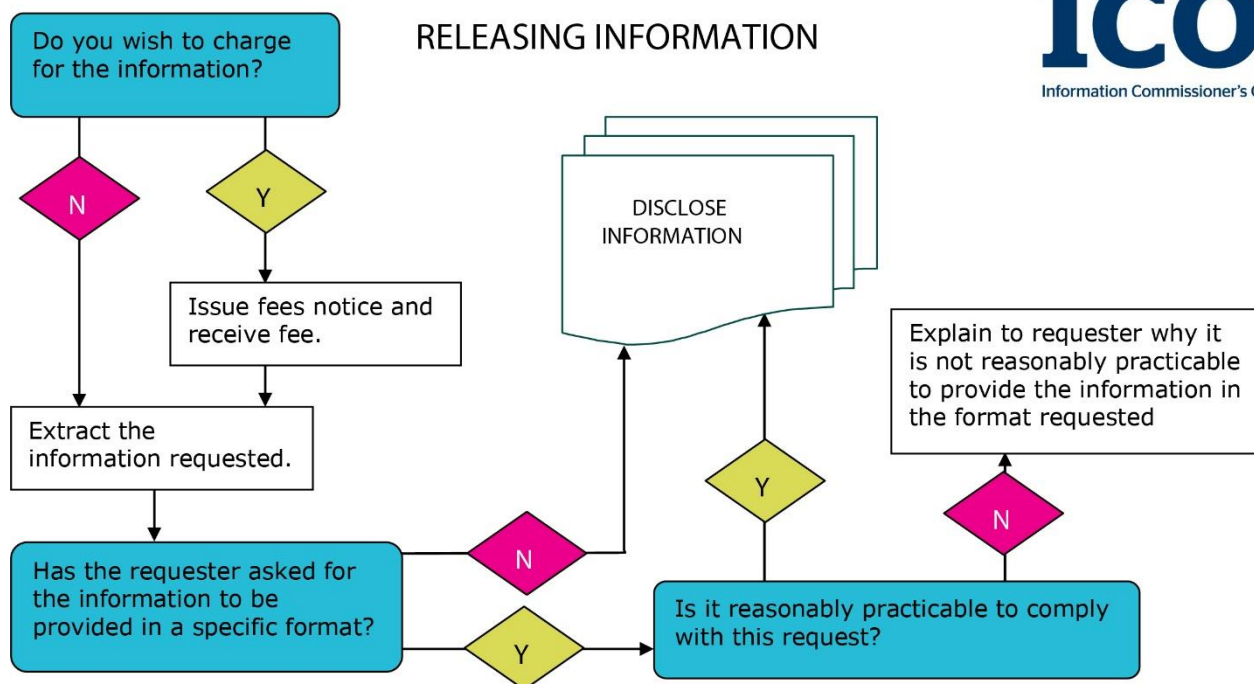 RELEASING INFORMATION
ico
Information Commissioner's
Do you wish to charge
for the information?
N
Y
Issue fees notice and
receive fee.
Extract the
information requested.
Has the requester asked for
the information to be
provided in a specific format?
N
Y
DISCLOSE
INFORMATION
Is it reasonably practicable to comply
with this request?
Y
N
Explain to requester why it
is not reasonably practicable
to provide the information in
the format requested